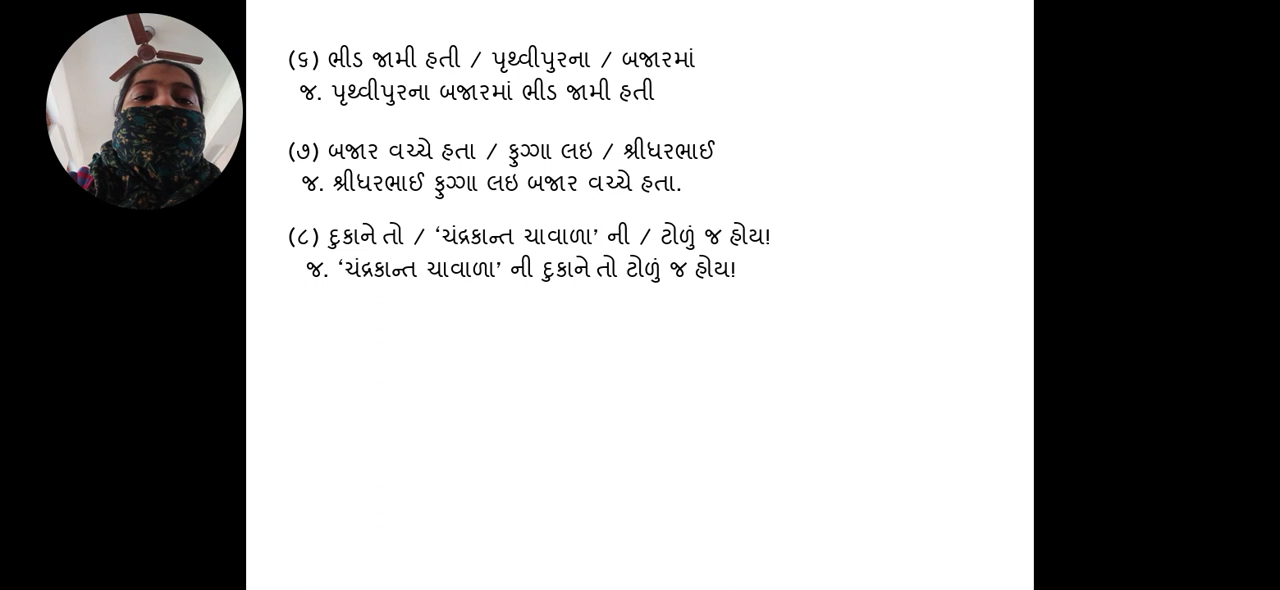 (૬) ભીડ જામી હતી / પૃથ્વીપુરના / બજારમાં
જ. પૃથ્વીપુરના બજારમાં ભીડ જામી હતી
(૭) બજાર વચ્ચે હતા / ફુગ્ગા લઇ / શ્રીધરભાઈ
જ. શ્રીધરભાઈ ફુગ્ગા લઇ બજાર વચ્ચે હતા.
(૮) દુકાને તો / ‘ચંદ્રકાન્ત ચાવાળા’ ની / ટોળું જ હોય!
જ. ‘ચંદ્રકાન્ત ચાવાળા’ ની દુકાને તો ટોળું જ હોય!